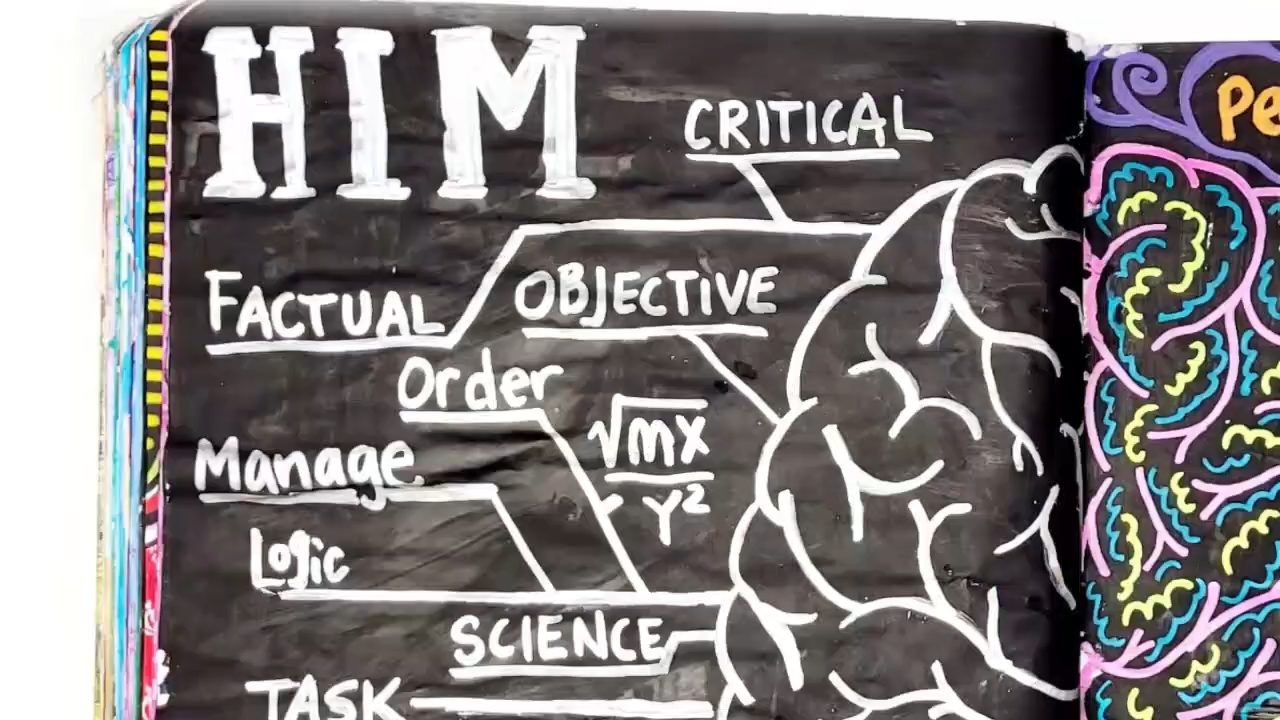 HIM
CRITICAL
FACTUAL
OBJECTIVE
Order
Manage
√mx
Y²
Logic
SCIENCE
TASK